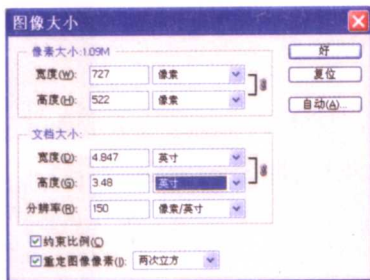 图像大小
像素大小:1.09M
好
宽度(W): 727 像素
复位
高度(H): 522 像素
自动(A)...
文档大小:
宽度(D): 4.847 英寸
高度(G): 3.48 英寸
分辨率(R): 150 像素/英寸
约束比例(C)
重定图像像素(I): 两次立方